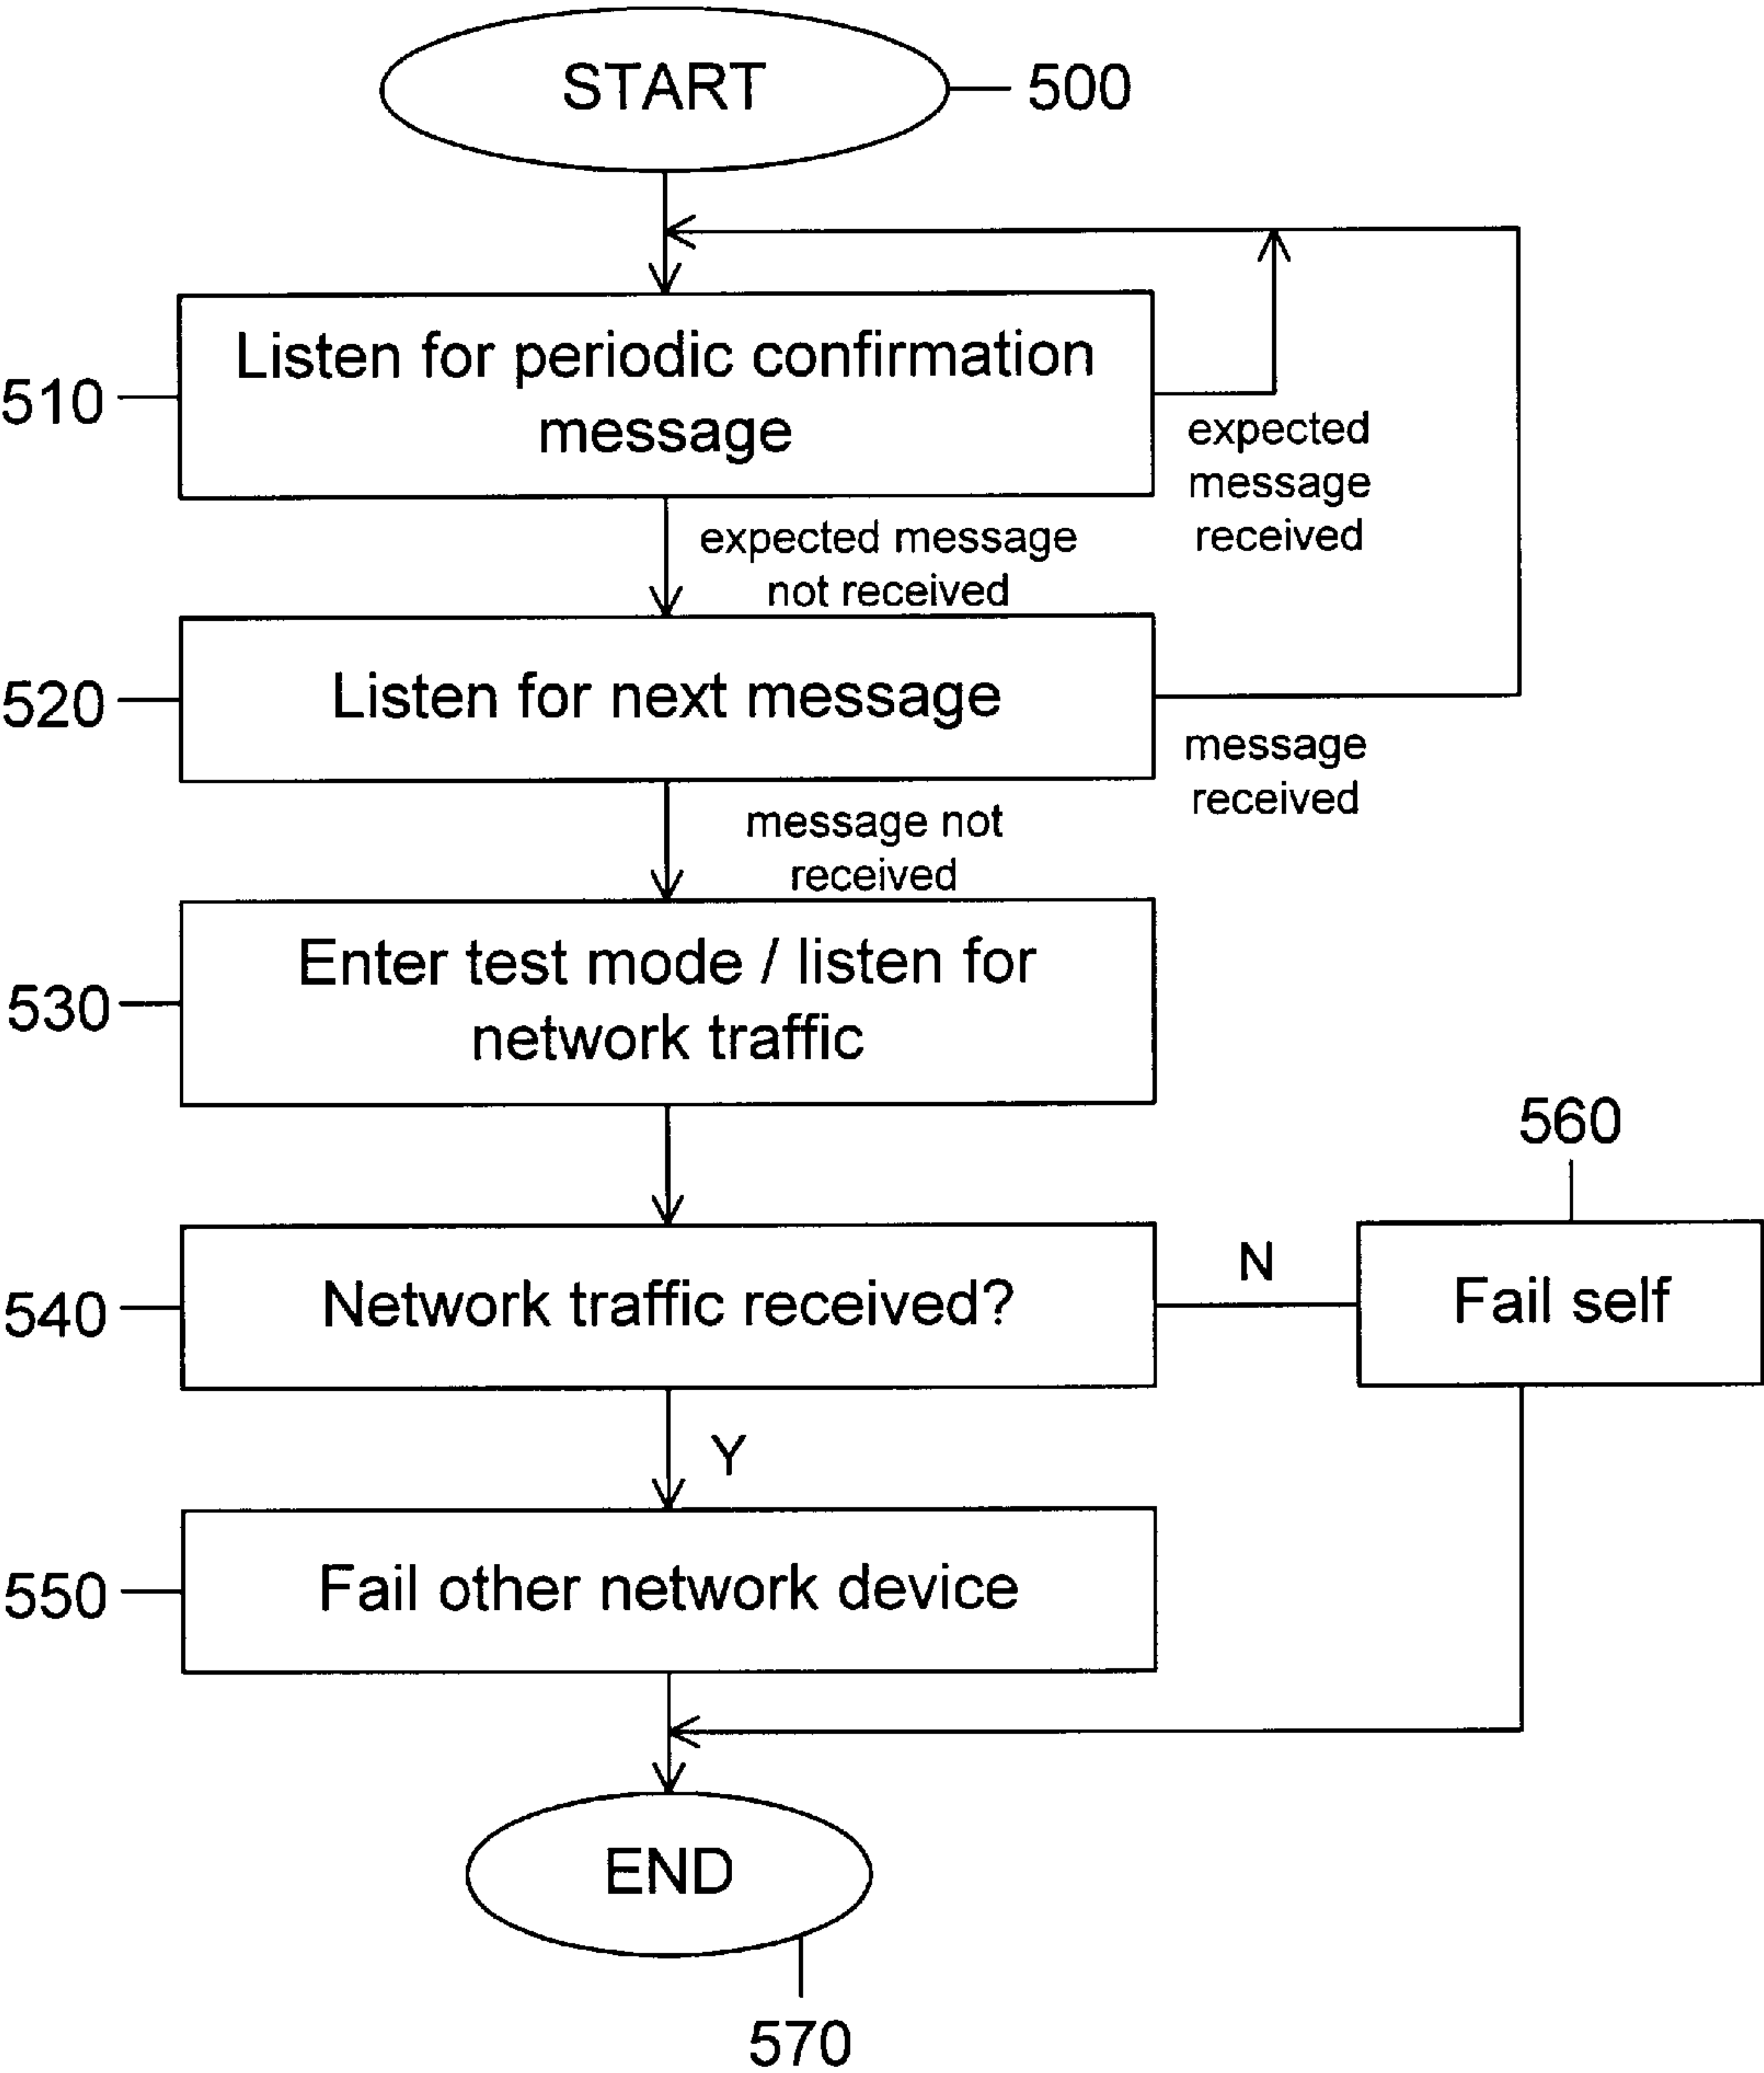 START
500
Listen for periodic confirmation
message
510
expected
message
received
expected message
not received
Listen for next message
520
message
received
message not
received
Enter test mode / listen for
network traffic
530
560
Network traffic received?
540
N
Fail self
Y
Fail other network device
550
END
570